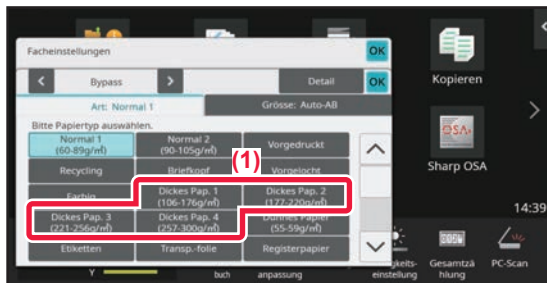 Facheinstellungen
OK
Bypass
Detail
OK
Kopieren
Art: Normal 1
Grösse: Auto-AB
Bitte Papiertyp auswählen.
Normal 1
(60-89g/㎡)
Normal 2
(90-105g/㎡)
Vorgedruckt
Recycling
Briefkopf
Vorgelocht
(1)
Sharp OSA
Farbig
Dickes Pap. 1
(106-176g/㎡)
Dickes Pap. 2
(177-220g/㎡)
Dickes Pap. 3
(221-256g/㎡)
Dickes Pap. 4
(257-300g/㎡)
Dünnes Papier
(55-59g/㎡)
14:39
Etiketten
Transp.-folie
Registerpapier
Y
buch
anpassung
einstellung
Gesamtzä
hlung
PC-Scan